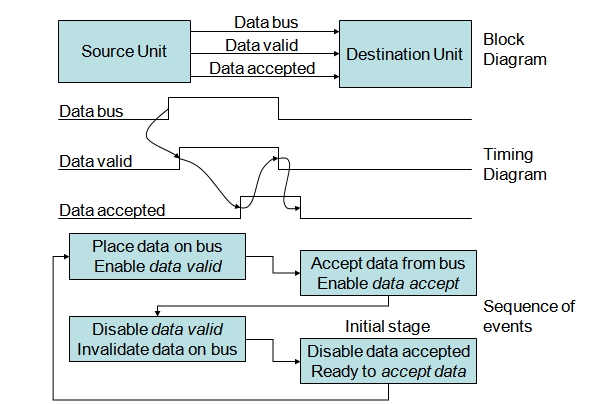 Data bus
Source Unit
Data valid
Data accepted
Destination Unit
Block
Diagram
Data bus
Data valid
Data accepted
Timing
Diagram
Place data on bus
Enable data valid
Accept data from bus
Enable data accept
Disable data valid
Invalidate data on bus
Initial stage
Disable data accepted
Ready to accept data
Sequence of
events